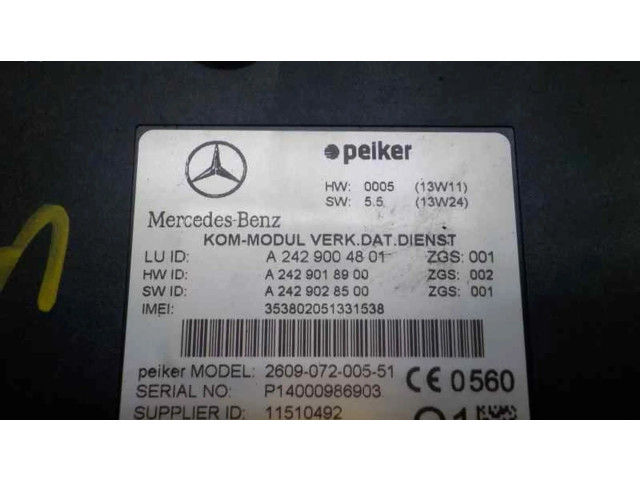 peiker
HW: 0005 (13W11)
SW: 5.5 (13W24)
Mercedes-Benz
KOM-MODUL VERK.DAT.DIENST
LU ID: A 242 900 48 01 ZGS: 001
HW ID: A 242 901 89 00 ZGS: 002
SW ID: A 242 902 85 00 ZGS: 001
IMEI: 353802051331538
peiker MODEL: 2609-072-005-51
CE 0560
SERIAL NO: P14000986903
SUPPLIER ID: 11510492